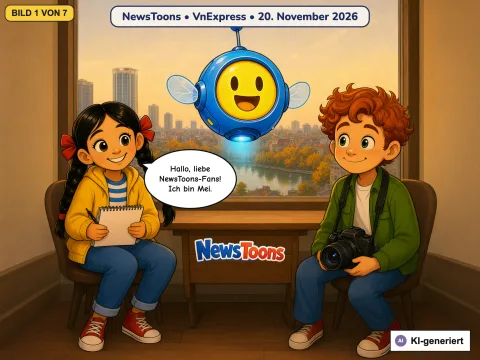 BILD 1 VON 7
NewsToons • VnExpress • 20. November 2026
Hallo, liebe
NewsToons-Fans!
Ich bin Mei.
NewsToons
AI KI-generiert